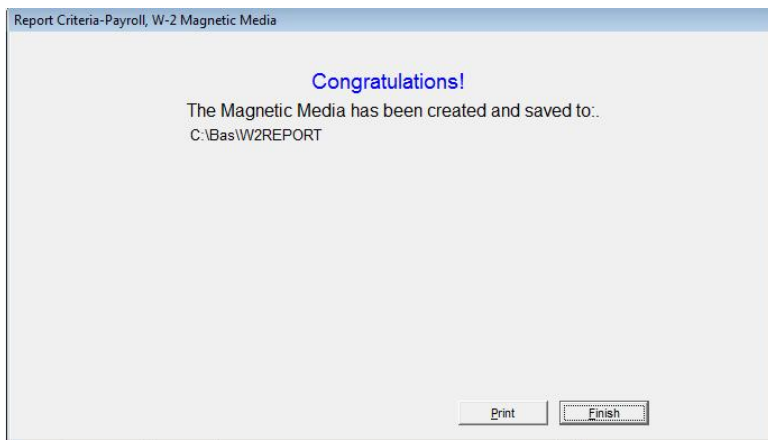 Report Criteria-Payroll, W-2 Magnetic Media
Congratulations!
The Magnetic Media has been created and saved to:.
C:\Bas\W2REPORT
Print Finish